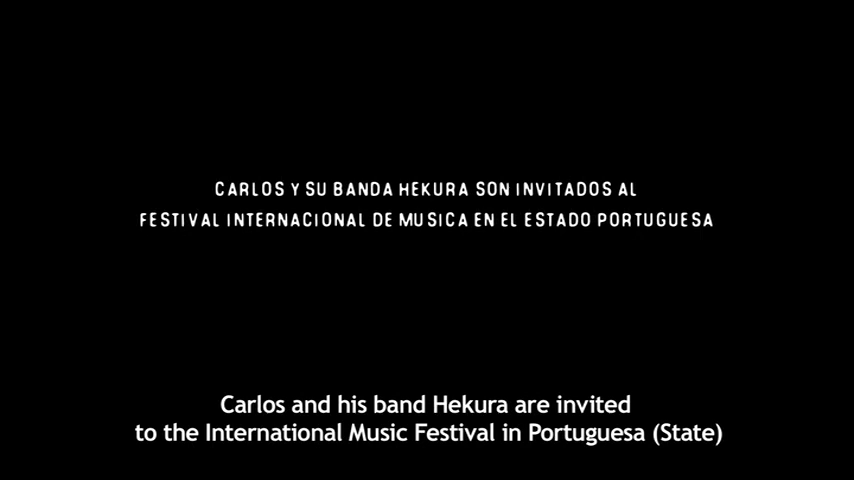 CARLOS Y SU BANDA HEKURA SON INVITADOS AL
FESTIVAL INTERNACIONAL DE MUSICA EN EL ESTADO PORTUGUESA
Carlos and his band Hekura are invited
to the International Music Festival in Portuguesa (State)